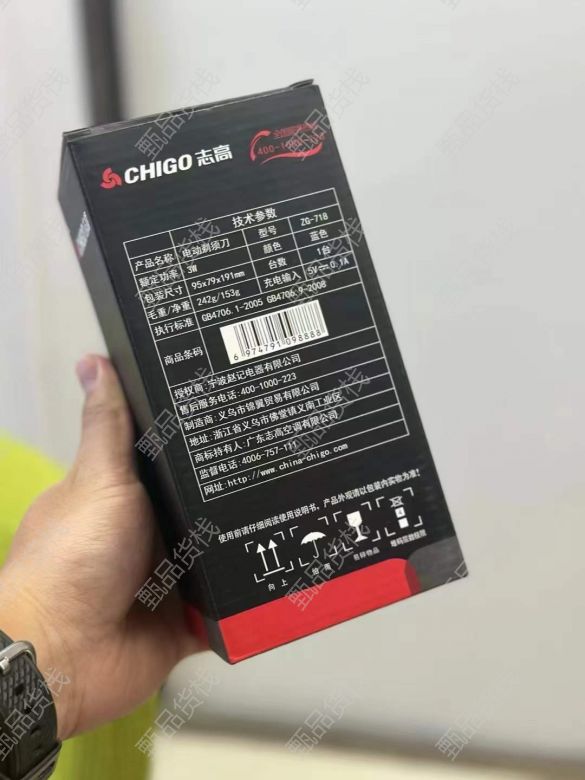 CHIGO 志高
400-1000-223
技术参数
产品名称 电动剃须刀 型号 ZG-718
额定功率 3W 颜色 蓝色
包装尺寸 95x79x191mm 台数 1台
毛重/净重 242g/153g 充电输入 5V⎓0.1A
执行标准 GB4706.1-2005 GB4706.9-2008
商品条码 6 974791 098888
授权商:宁波赵记电器有限公司
售后服务电话:400-1000-223
制造商:义乌市锦翼贸易有限公司
地址:浙江省义乌市佛堂镇义南工业区
商标持有人:广东志高空调有限公司
监督电话:4006-757-111
网址:http://www.china-chigo.com
使用前请仔细阅读使用说明书,产品外观请以包装内实物为准!
向上 怕雨 易碎物品 堆码层数极限
甄品货栈